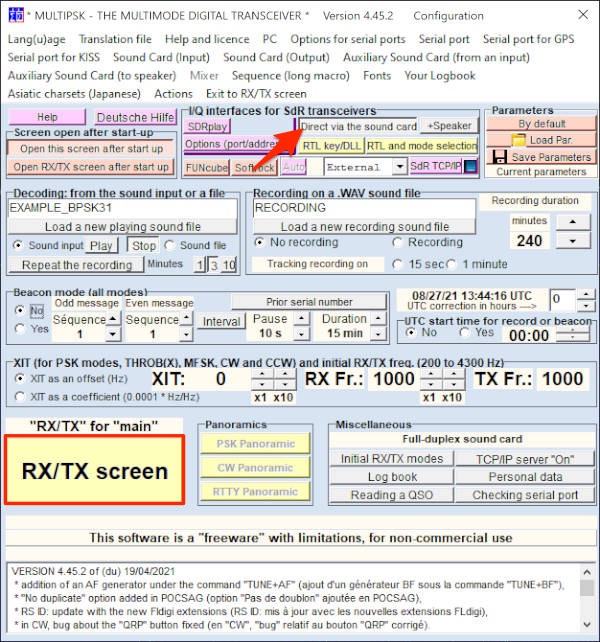 * MULTIPSK - THE MULTIMODE DIGITAL TRANSCEIVER * Version 4.45.2 Configuration
Lang(u)age Translation file Help and licence PC Options for serial ports Serial port Serial port for GPS
Serial port for KISS Sound Card (Input) Sound Card (Output) Auxiliary Sound Card (from an input)
Auxiliary Sound Card (to speaker) Mixer Sequence (long macro) Fonts Your Logbook
Asiatic charsets (Japanese) Actions Exit to RX/TX screen
Help Deutsche Hilfe
Screen open after start-up
Open this screen after start up
Open RX/TX screen after start up
I/Q interfaces for SdR transceivers
SDRplay Direct via the sound card +Speaker
Options (port/address) RTL key/DLL RTL and mode selection
FUNcube Softrock Auto External SdR TCP/IP
Parameters
By default
Load Par.
Save Parameters
Current parameters
Decoding: from the sound input or a file
EXAMPLE_BPSK31
Load a new playing sound file
Sound input Play Stop Sound file
Repeat the recording Minutes 1 3 10
Recording on a .WAV sound file
RECORDING
Load a new recording sound file
No recording Recording
Tracking recording on 15 sec 1 minute
Recording duration
minutes
240
Beacon mode (all modes)
No
Yes
Odd message Even message
Séquence Sequence
1 1
Interval
Prior serial number
Pause Duration
10 s 15 min
08/27/21 13:44:16 UTC
UTC correction in hours ---->
0
UTC start time for record or beacon
No Yes 00:00
XIT (for PSK modes, THROB(X), MFSK, CW and CCW) and initial RX/TX freq. (200 to 4300 Hz)
XIT as an offset (Hz)
XIT as a coefficient (0.0001 * Hz/Hz)
XIT: 0 RX Fr.: 1000 TX Fr.: 1000
x1 x10 x1 x10
"RX/TX" for "main"
RX/TX screen
Panoramics
PSK Panoramic
CW Panoramic
RTTY Panoramic
Miscellaneous
Full-duplex sound card
Initial RX/TX modes TCP/IP server "On"
Log book Personal data
Reading a QSO Checking serial port
This software is a "freeware" with limitations, for non-commercial use
VERSION 4.45.2 of (du) 19/04/2021
* addition of an AF generator under the command "TUNE+AF" (ajout d'un générateur BF sous la commande "TUNE+BF"),
* "No duplicate" option added in POCSAG (option "Pas de doublon" ajoutée en POCSAG),
* RS ID: update with the new Fldigi extensions (RS ID: mis à jour avec les nouvelles extensions FLdigi),
* in CW, bug about the "QRP" button fixed (en "CW", "bug" relatif au bouton "QRP" corrigé).